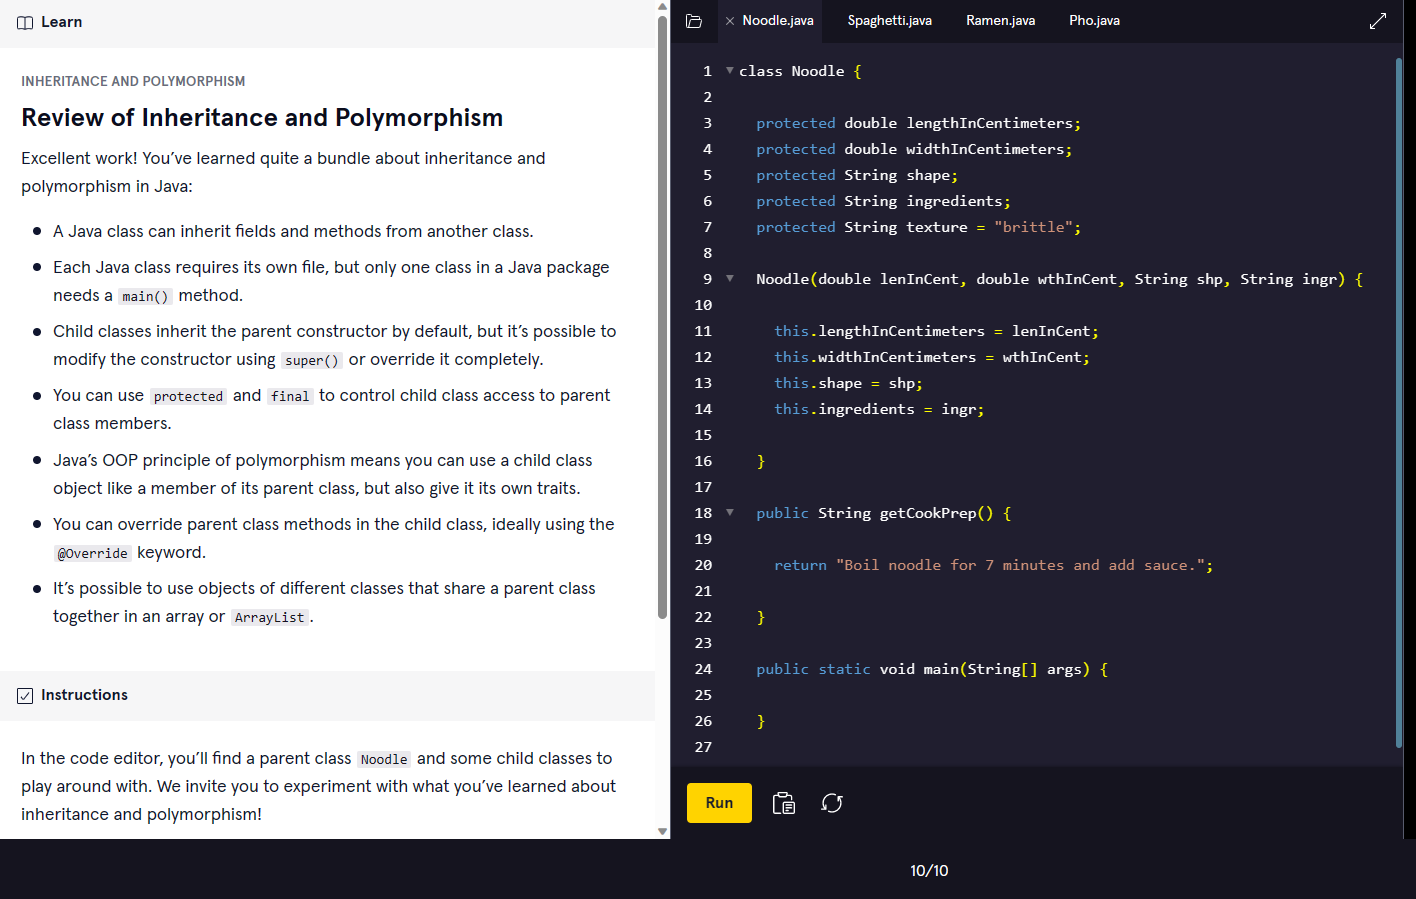 Learn
INHERITANCE AND POLYMORPHISM
Review of Inheritance and Polymorphism
Excellent work! You’ve learned quite a bundle about inheritance and
polymorphism in Java:
A Java class can inherit fields and methods from another class.
Each Java class requires its own file, but only one class in a Java package
needs a main() method.
Child classes inherit the parent constructor by default, but it’s possible to
modify the constructor using super() or override it completely.
You can use protected and final to control child class access to parent
class members.
Java’s OOP principle of polymorphism means you can use a child class
object like a member of its parent class, but also give it its own traits.
You can override parent class methods in the child class, ideally using the
@Override keyword.
It’s possible to use objects of different classes that share a parent class
together in an array or ArrayList.
Instructions
In the code editor, you’ll find a parent class Noodle and some child classes to
play around with. We invite you to experiment with what you’ve learned about
inheritance and polymorphism!
Noodle.java Spaghetti.java Ramen.java Pho.java
1 class Noodle {
2
3 protected double lengthInCentimeters;
4 protected double widthInCentimeters;
5 protected String shape;
6 protected String ingredients;
7 protected String texture = "brittle";
8
9 Noodle(double lenInCent, double wthInCent, String shp, String ingr) {
10
11 this.lengthInCentimeters = lenInCent;
12 this.widthInCentimeters = wthInCent;
13 this.shape = shp;
14 this.ingredients = ingr;
15
16 }
17
18 public String getCookPrep() {
19
20 return "Boil noodle for 7 minutes and add sauce.";
21
22 }
23
24 public static void main(String[] args) {
25
26 }
27
Run
10/10